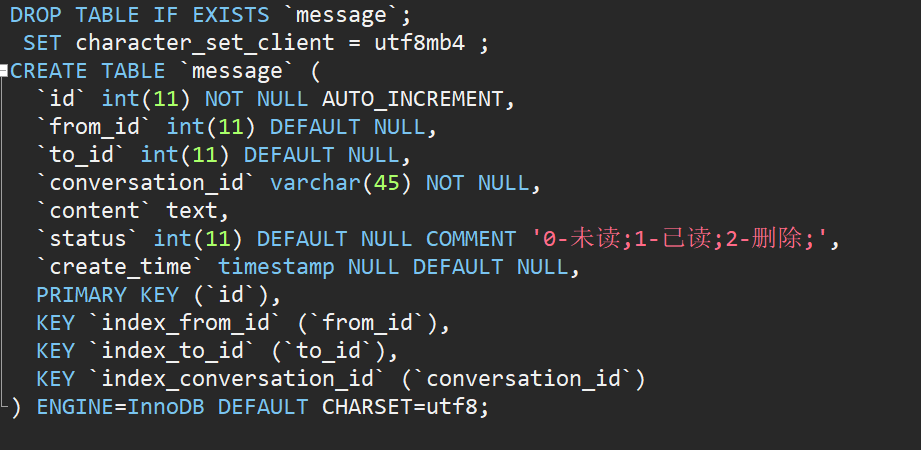 DROP TABLE IF EXISTS `message`;
SET character_set_client = utf8mb4 ;
CREATE TABLE `message` (
`id` int(11) NOT NULL AUTO_INCREMENT,
`from_id` int(11) DEFAULT NULL,
`to_id` int(11) DEFAULT NULL,
`conversation_id` varchar(45) NOT NULL,
`content` text,
`status` int(11) DEFAULT NULL COMMENT '0-未读;1-已读;2-删除;',
`create_time` timestamp NULL DEFAULT NULL,
PRIMARY KEY (`id`),
KEY `index_from_id` (`from_id`),
KEY `index_to_id` (`to_id`),
KEY `index_conversation_id` (`conversation_id`)
) ENGINE=InnoDB DEFAULT CHARSET=utf8;